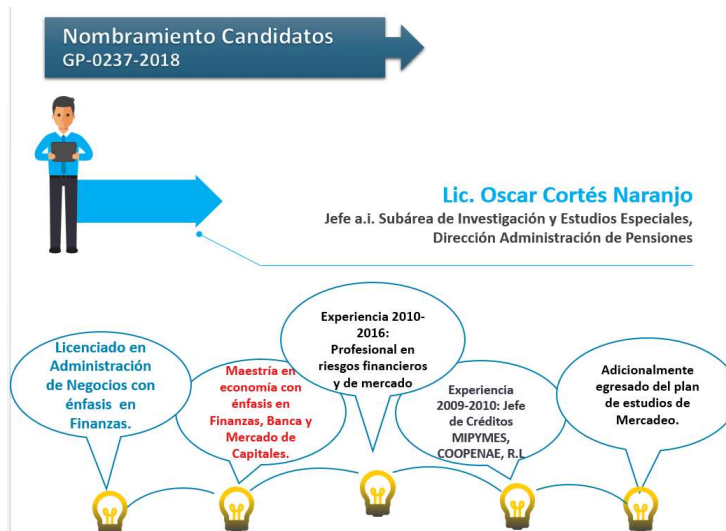 Nombramiento Candidatos
GP-0237-2018
Lic. Oscar Cortés Naranjo
Jefe a.i. Subárea de Investigación y Estudios Especiales,
Dirección Administración de Pensiones
Licenciado en
Administración
de Negocios con
énfasis en
Finanzas.
Maestría en
economía con
énfasis en
Finanzas, Banca y
Mercado de
Capitales.
Experiencia 2010-
2016:
Profesional en
riesgos financieros
y de mercado
Experiencia
2009-2010: Jefe
de Créditos
MIPYMES,
COOPENAE, R.L
Adicionalmente
egresado del plan
de estudios de
Mercadeo.